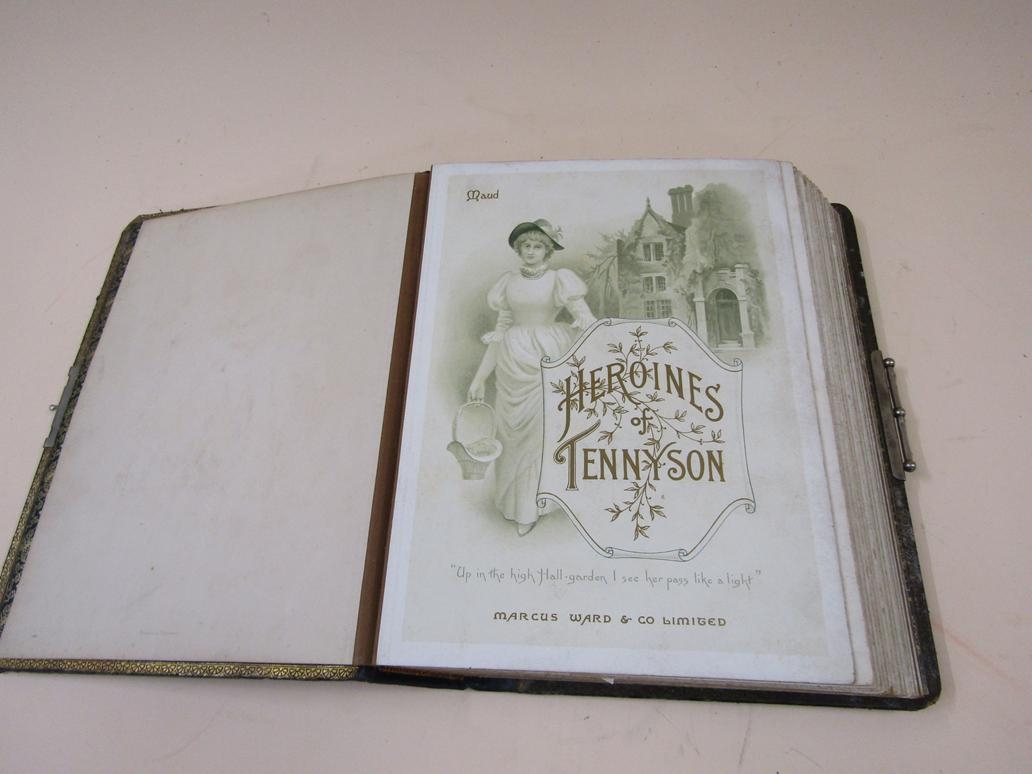 Maud
HEROINES
of
TENNYSON
"Up in the high Hall-garden I see her pass like a light"
MARCUS WARD & CO LIMITED